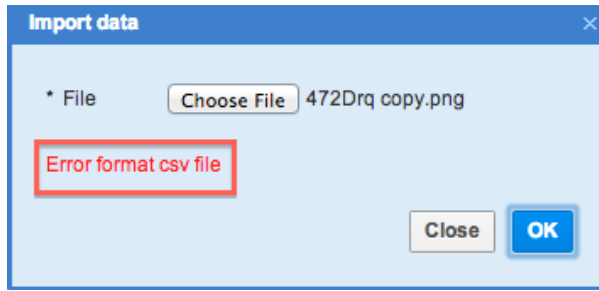 Import data ×
* File Choose File 472Drq copy.png
Error format csv file
Close OK